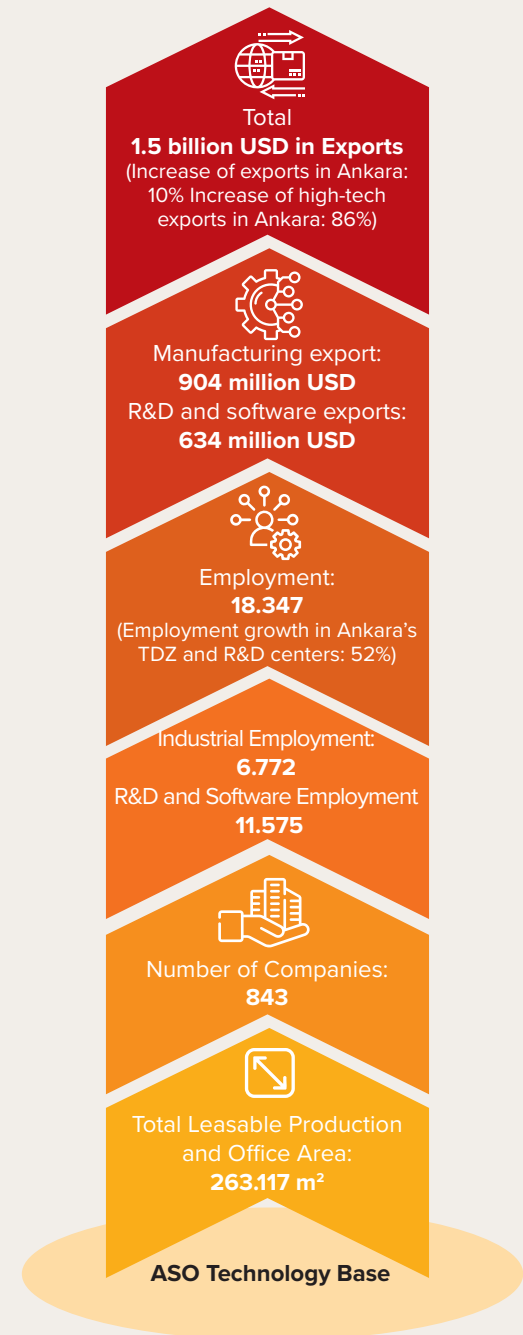 Total
1.5 billion USD in Exports
(Increase of exports in Ankara:
10% Increase of high-tech
exports in Ankara: 86%)
Manufacturing export:
904 million USD
R&D and software exports:
634 million USD
Employment:
18.347
(Employment growth in Ankara's
TDZ and R&D centers: 52%)
Industrial Employment:
6.772
R&D and Software Employment
11.575
Number of Companies:
843
Total Leasable Production
and Office Area:
263.117 m²
ASO Technology Base